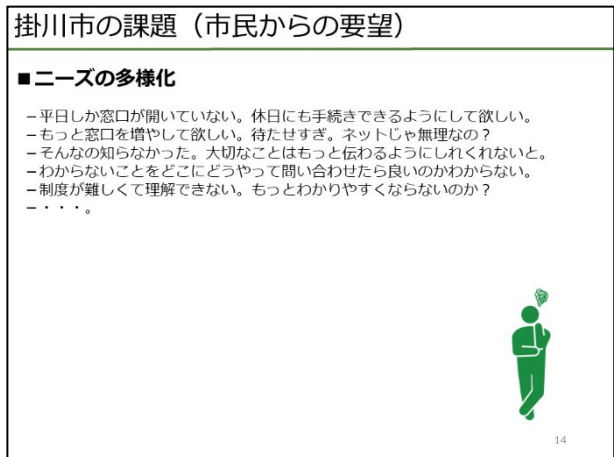 掛川市の課題（市民からの要望）
■ニーズの多様化
－平日しか窓口が開いていない。休日にも手続きできるようにして欲しい。
－もっと窓口を増やして欲しい。待たせすぎ。ネットじゃ無理なの？
－そんなの知らなかった。大切なことはもっと伝わるようにしれくれないと。
－わからないことをどこにどうやって問い合わせたら良いのかわからない。
－制度が難しくて理解できない。もっとわかりやすくならないのか？
－・・・。
14